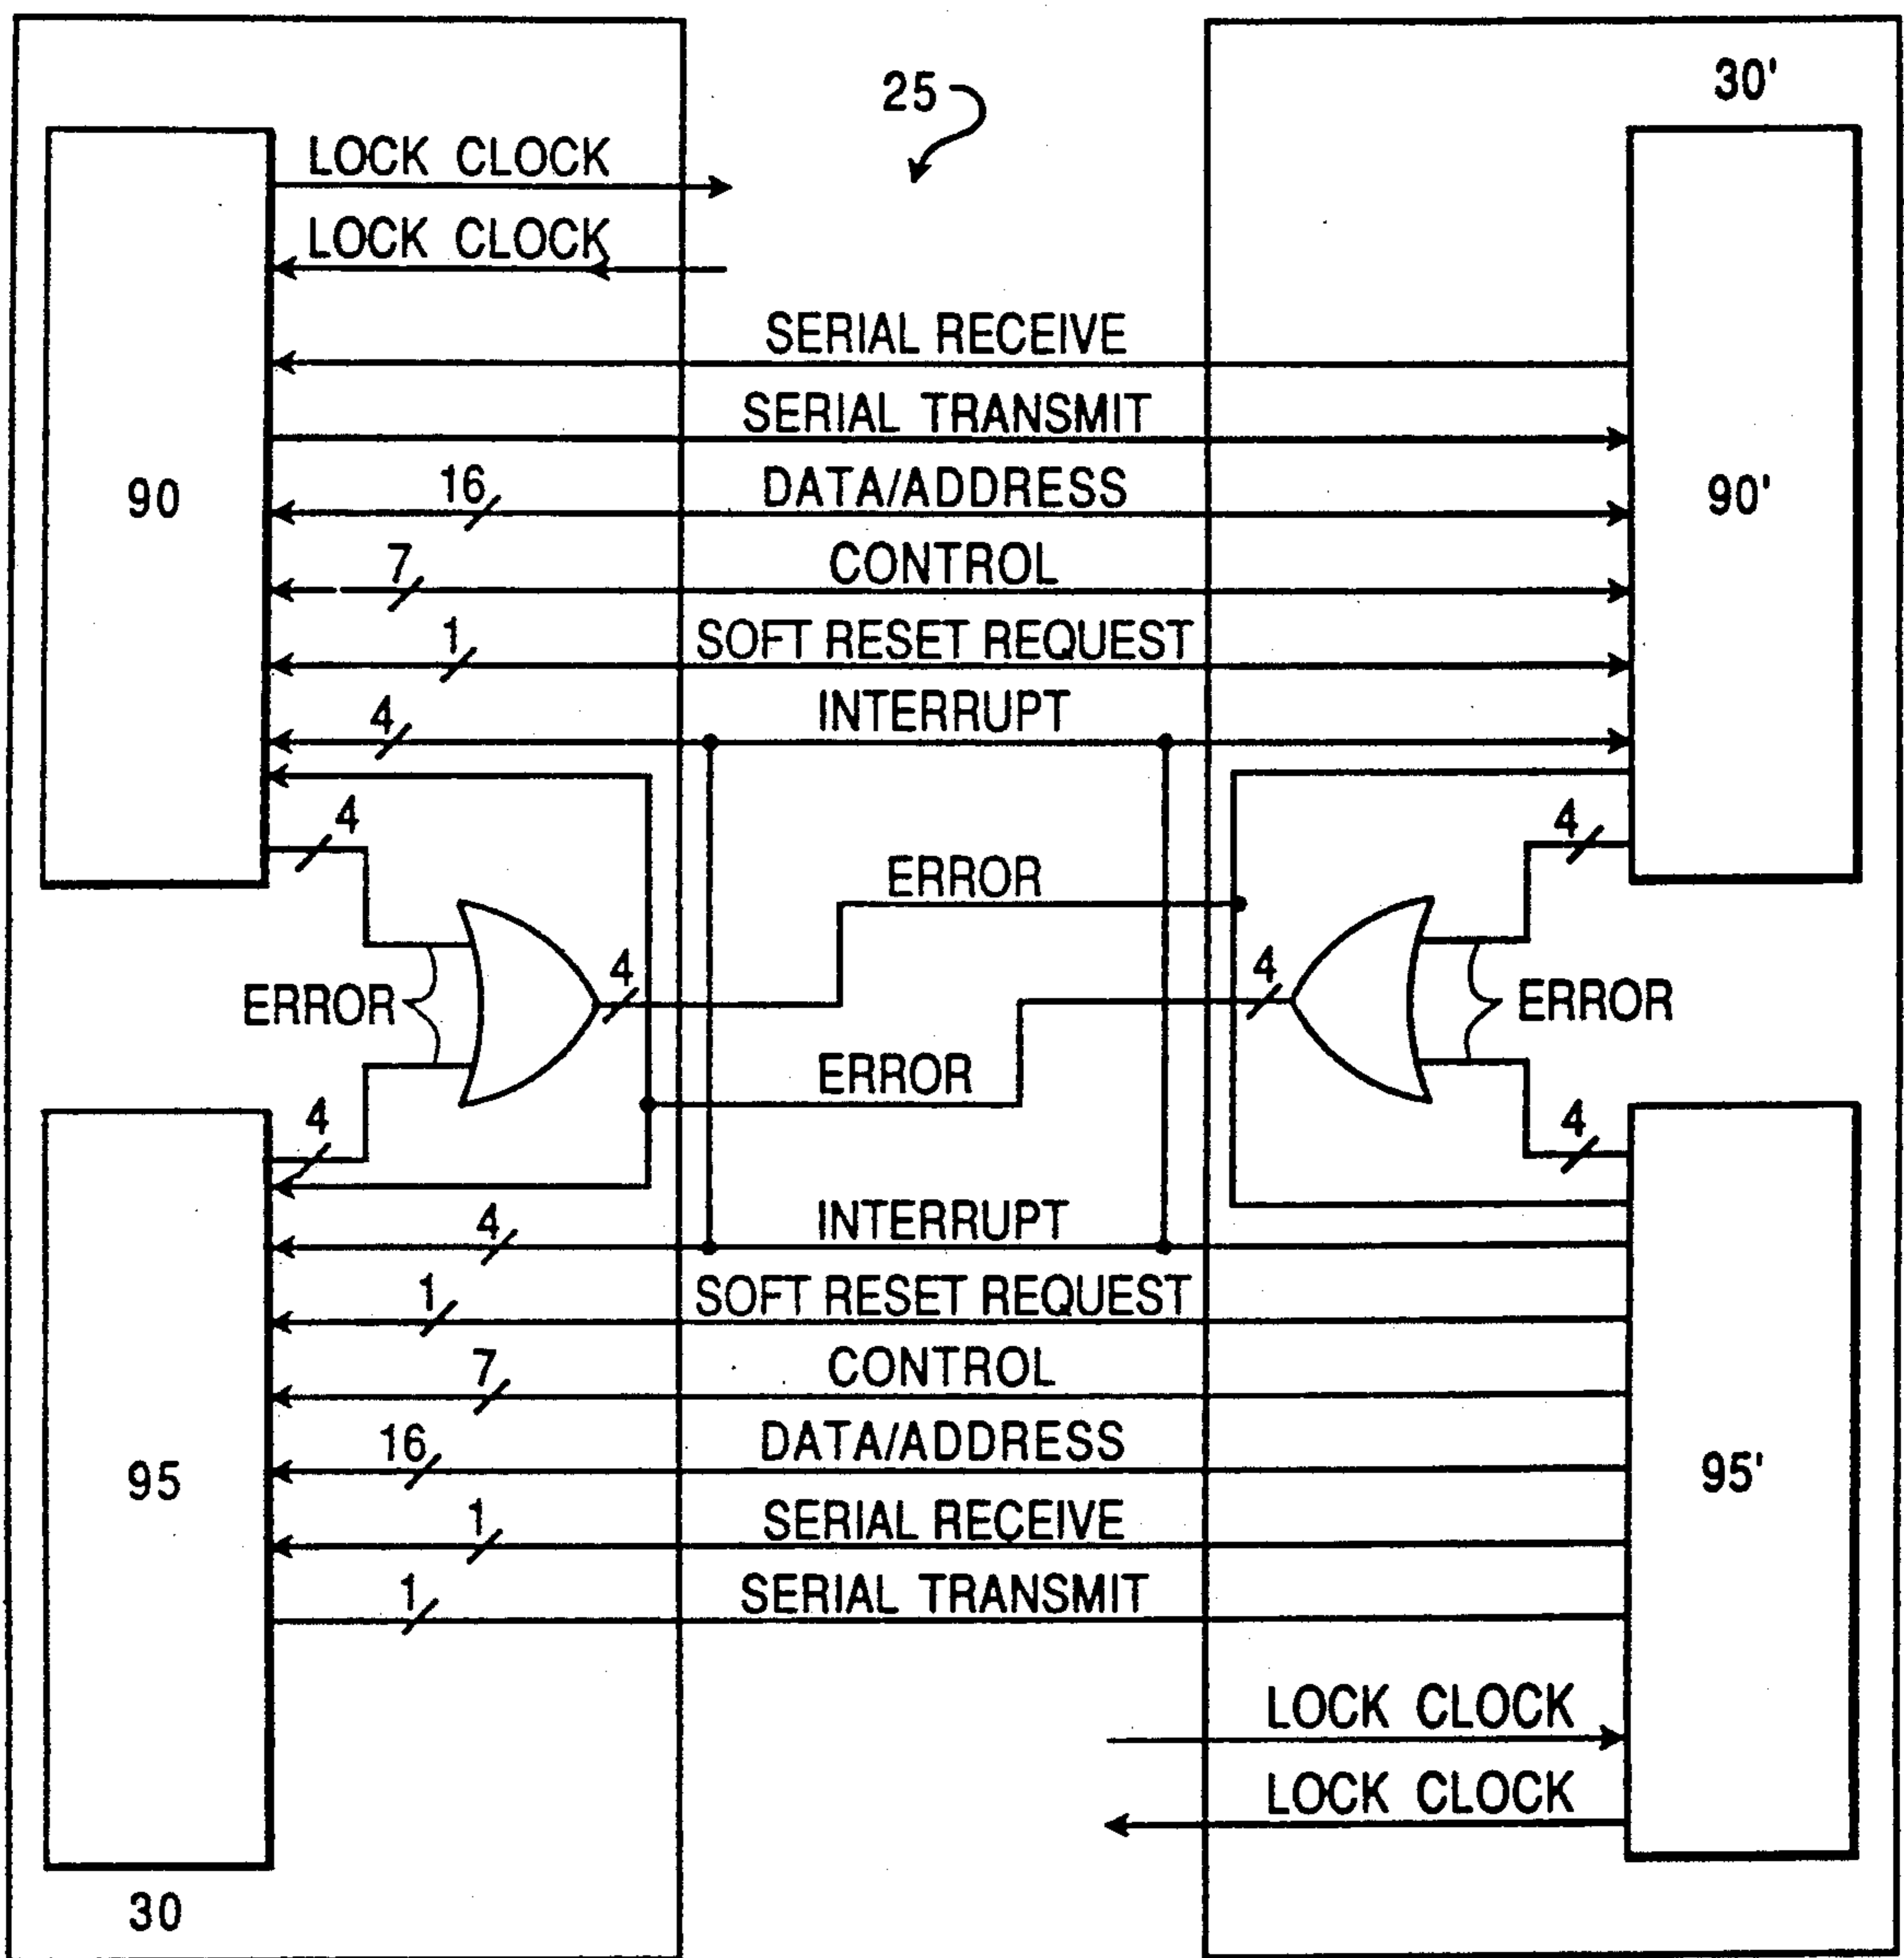 25
30'
LOCK CLOCK
LOCK CLOCK
SERIAL RECEIVE
SERIAL TRANSMIT
90
16
DATA/ADDRESS
90'
7
CONTROL
1
SOFT RESET REQUEST
4
INTERRUPT
4
4
ERROR
4
4
ERROR
ERROR
ERROR
4
4
4
INTERRUPT
1
SOFT RESET REQUEST
7
CONTROL
95
16
DATA/ADDRESS
95'
1
SERIAL RECEIVE
1
SERIAL TRANSMIT
LOCK CLOCK
LOCK CLOCK
30